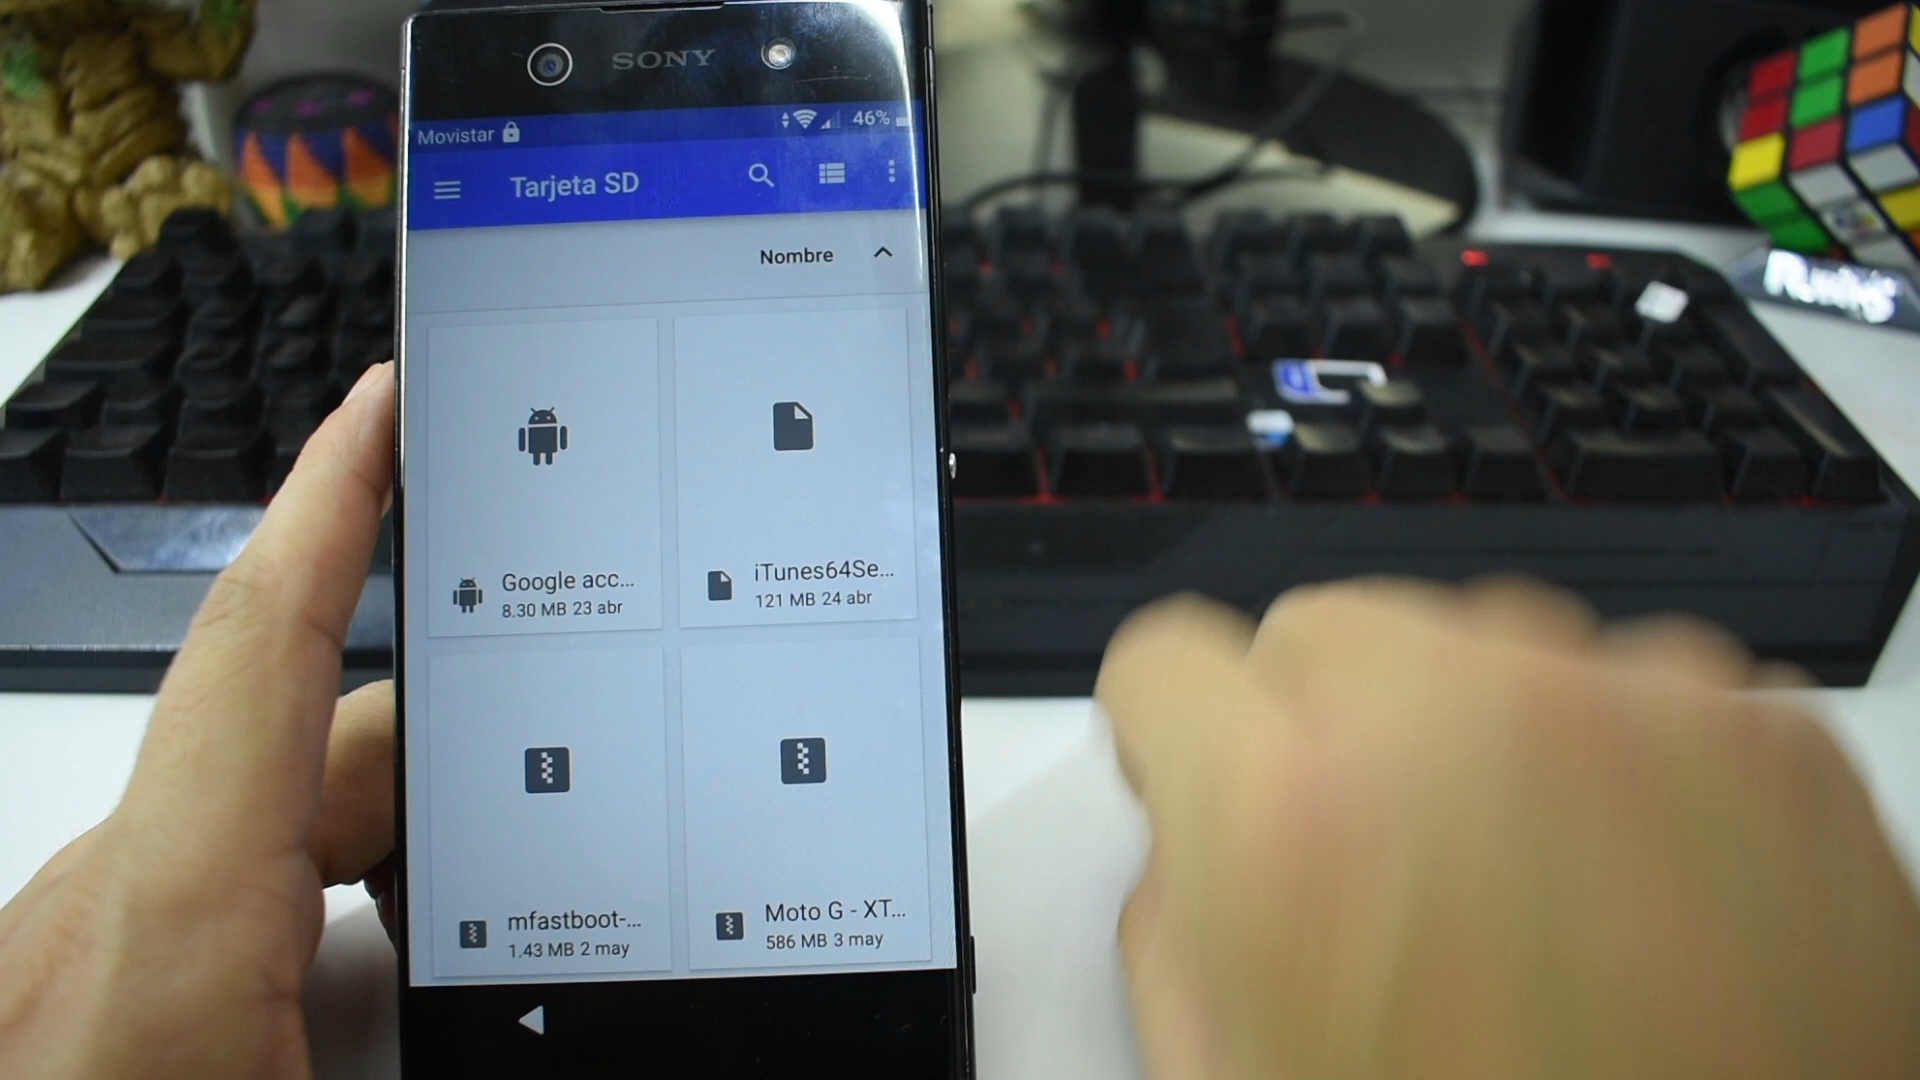 SONY
Movistar
46%
Tarjeta SD
Nombre
Google acc...
8.30 MB 23 abr
iTunes64Se...
121 MB 24 abr
mfastboot-...
1.43 MB 2 may
Moto G - XT...
586 MB 3 may